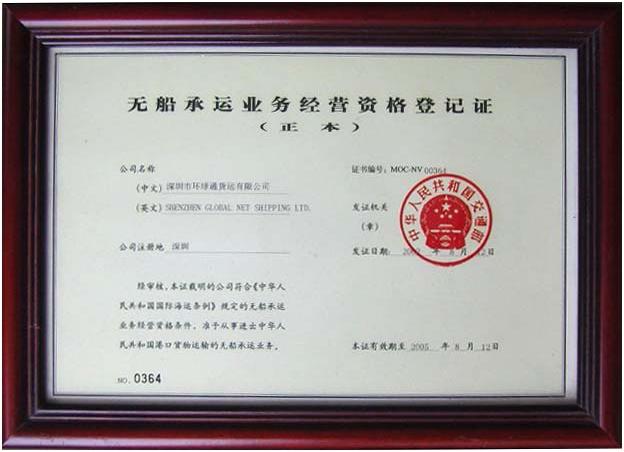 无船承运业务经营资格登记证
（正本）
公司名称
证书编号: MOC-NV 00364
（中文） 深圳市环球通货运有限公司
（英文） SHENZHEN GLOBAL NET SHIPPING LTD.
发证机关
（章）
中华人民共和国交通部
公司注册地 深圳
发证日期: 年 8 月 12日
经审核，本证载明的公司符合《中华人
民共和国国际海运条例》规定的无船承运
业务经营资格条件，准予从事进出中华人
民共和国港口货物运输的无船承运业务。
本证有效期至 2005 年 8 月 12日
NO. 0364